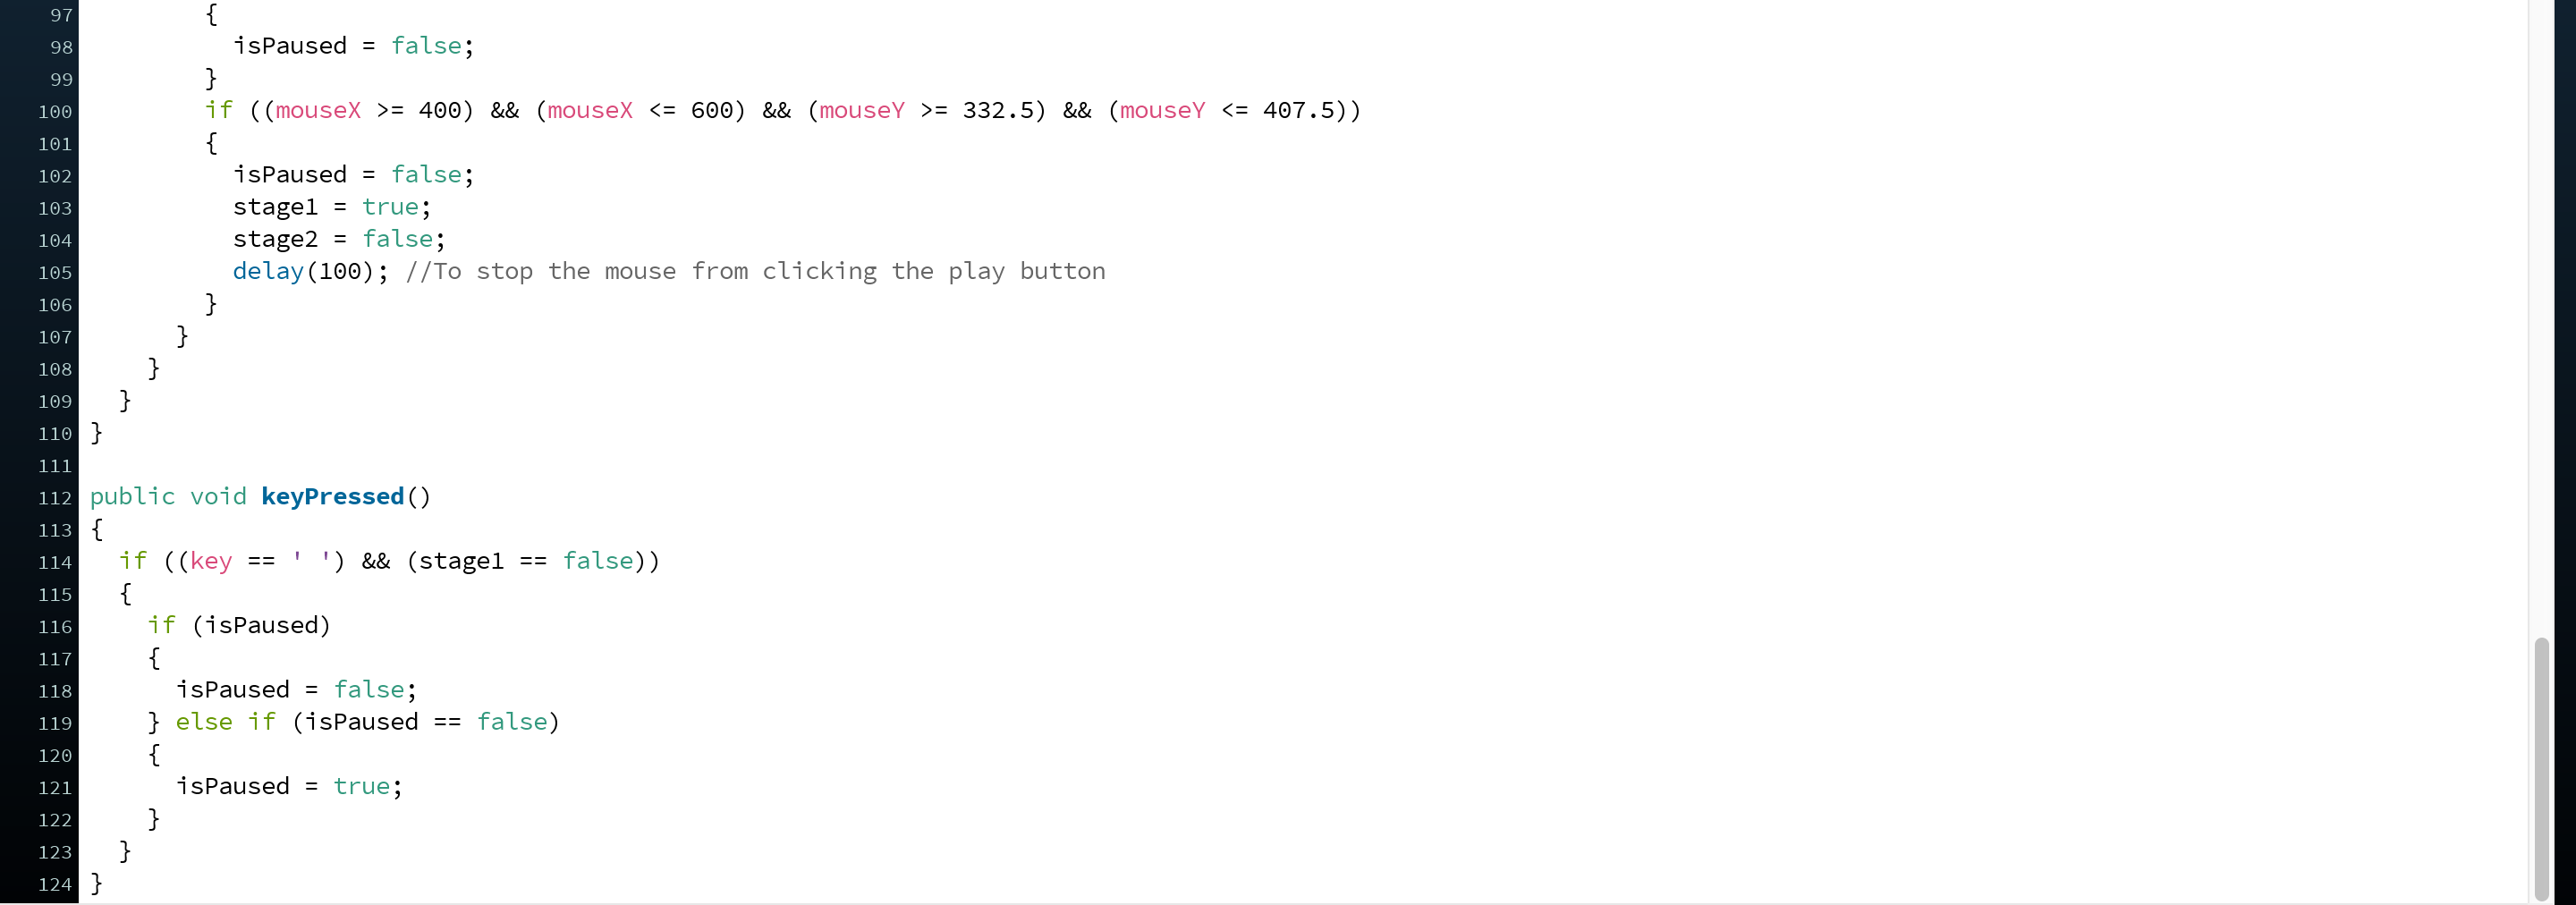 97 {
98 isPaused = false;
99 }
100 if ((mouseX >= 400) && (mouseX <= 600) && (mouseY >= 332.5) && (mouseY <= 407.5))
101 {
102 isPaused = false;
103 stage1 = true;
104 stage2 = false;
105 delay(100); //To stop the mouse from clicking the play button
106 }
107 }
108 }
109 }
110 }
111
112 public void keyPressed()
113 {
114 if ((key == ' ') && (stage1 == false))
115 {
116 if (isPaused)
117 {
118 isPaused = false;
119 } else if (isPaused == false)
120 {
121 isPaused = true;
122 }
123 }
124 }